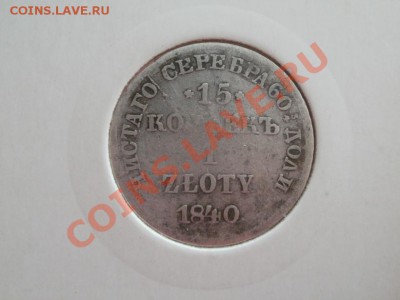 COINS.LAVE.RU
ЧИСТАГО СЕРЕБРА 60. ДОЛИ
15
КОПѢЕКЪ
1
ZŁOTY
1840
COINS.LAVE.RU